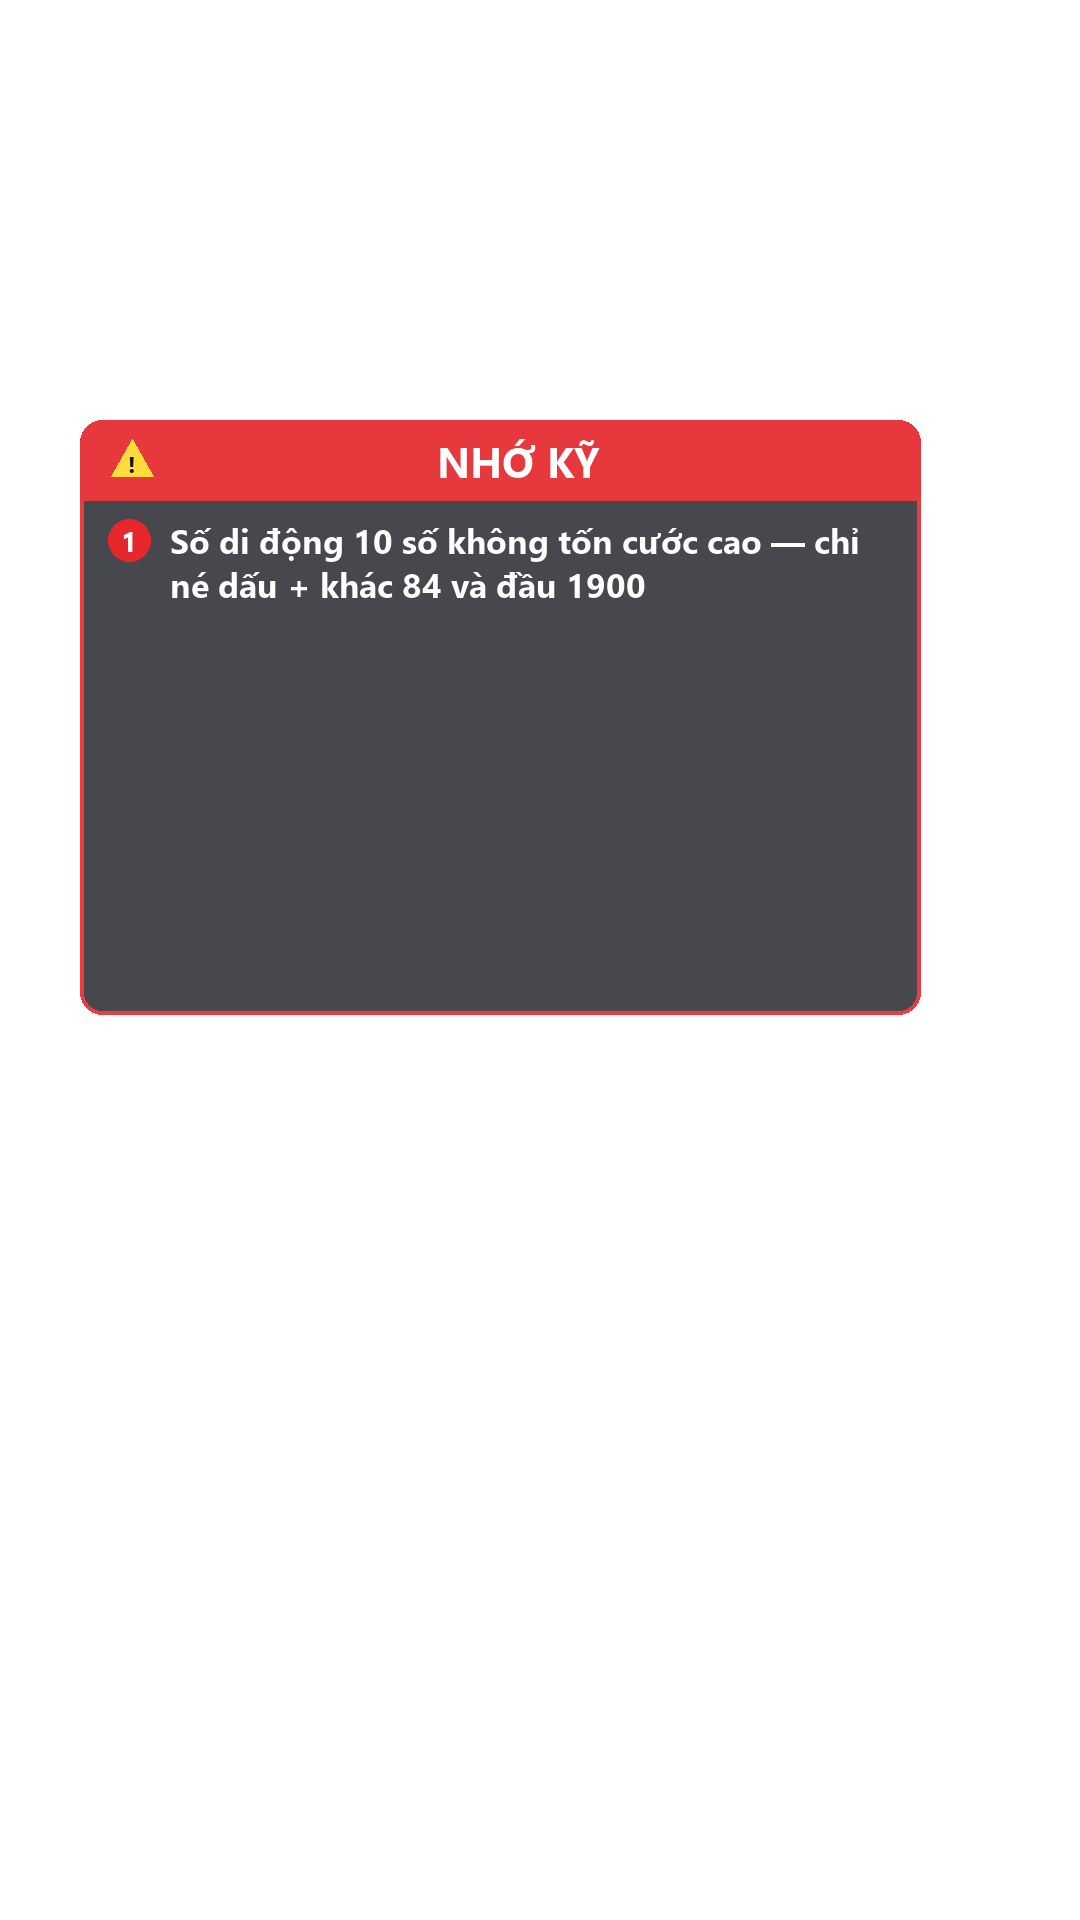 !
NHỚ KỸ
1
Số di động 10 số không tốn cước cao — chỉ
né dấu + khác 84 và đầu 1900